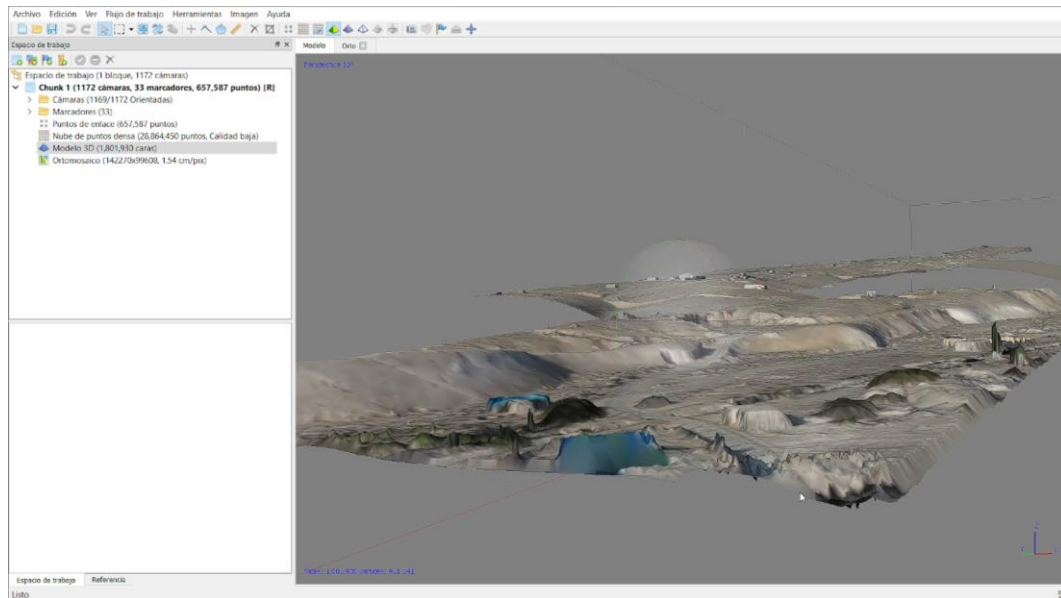 Archivo Edición Ver Flujo de trabajo Herramientas Imagen Ayuda
Espacio de trabajo
Modelo Orto
Perspectiva 30°
Espacio de trabajo (1 bloque, 1172 cámaras)
Chunk 1 (1172 cámaras, 33 marcadores, 657,587 puntos) [R]
Cámaras (1169/1172 Orientadas)
Marcadores (33)
Puntos de enlace (657,587 puntos)
Nube de puntos densa (28,864,450 puntos, Calidad baja)
Modelo 3D (1,801,930 caras)
Ortomosaico (142270x99608, 1.54 cm/pix)
Espacio de trabajo Referencia
Listo